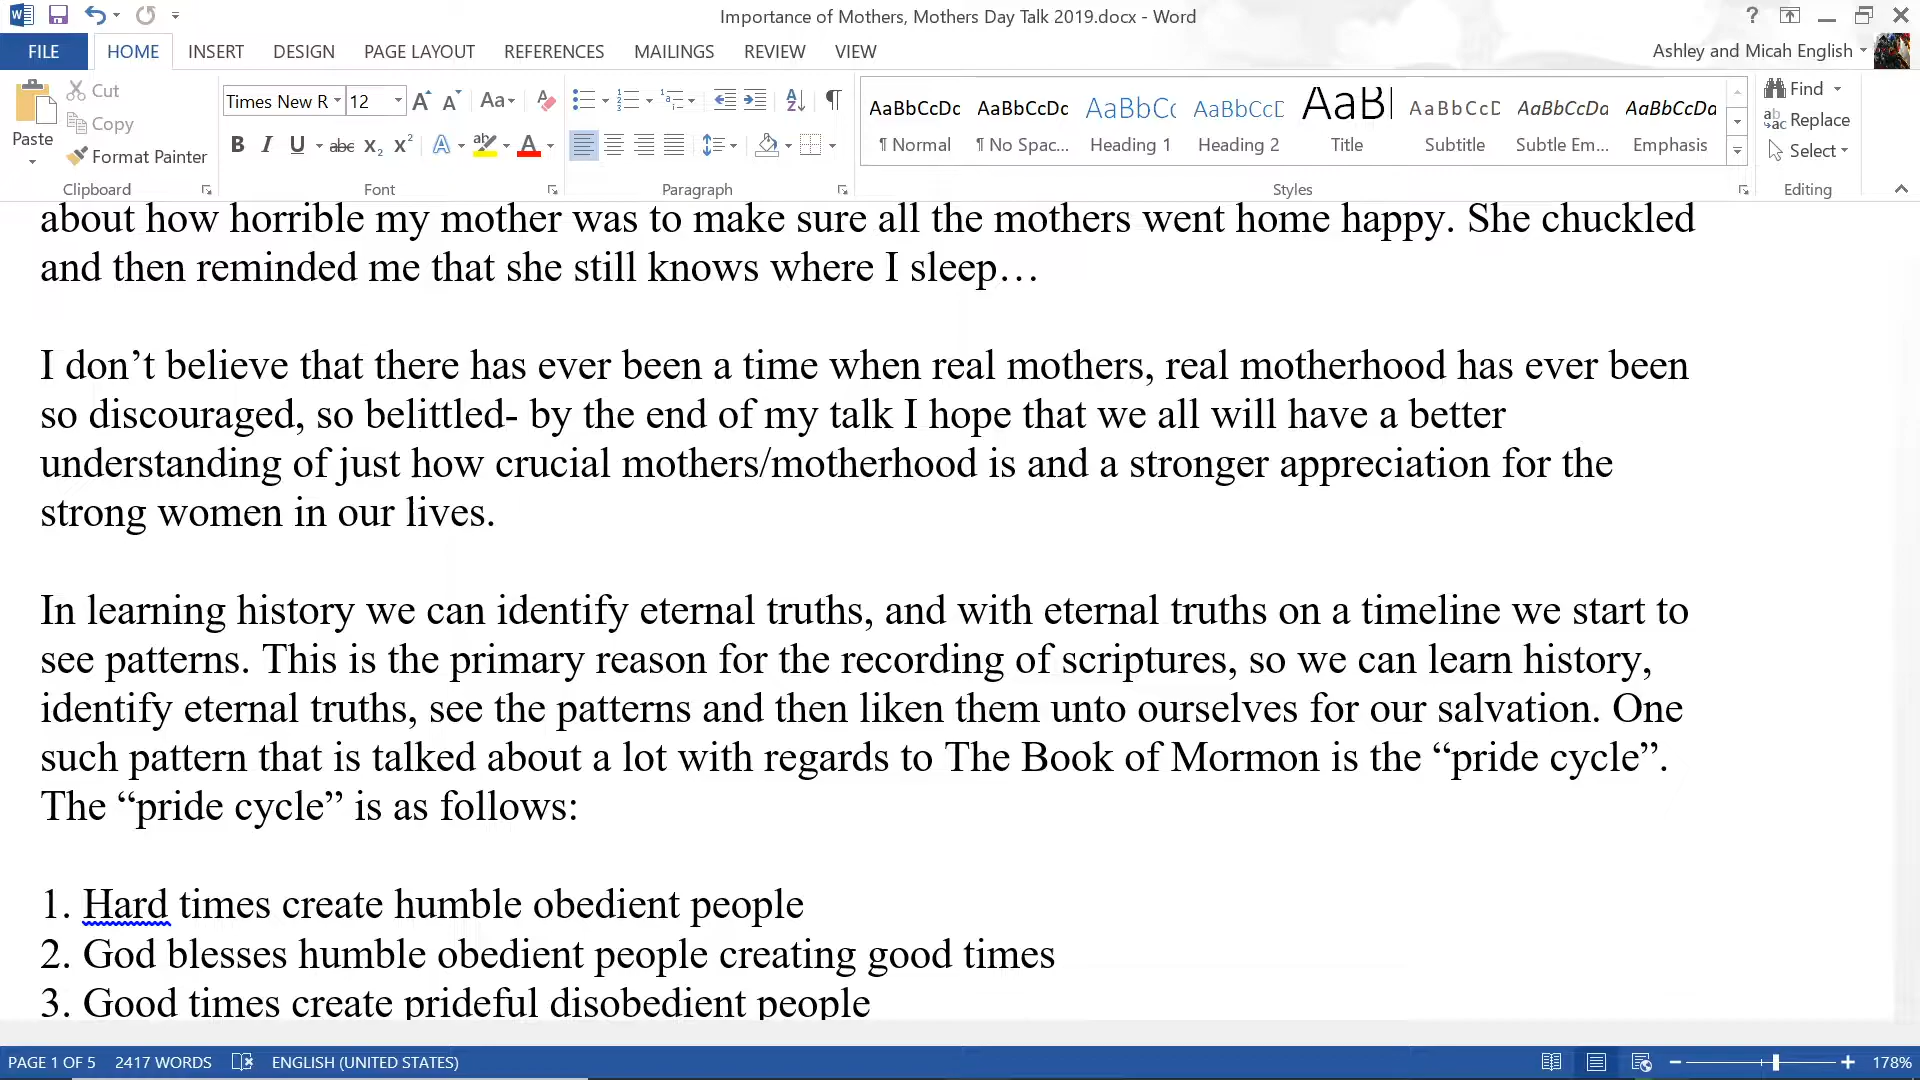 Importance of Mothers, Mothers Day Talk 2019.docx - Word
FILE HOME INSERT DESIGN PAGE LAYOUT REFERENCES MAILINGS REVIEW VIEW Ashley and Micah English
Cut
Copy
Format Painter
Paste
Clipboard
Times New R 12
Font
Paragraph
AaBbCcDc AaBbCcDc AaBbCc AaBbCcD AaB AaBbCcD AaBbCcDa AaBbCcDa
¶ Normal ¶ No Spac... Heading 1 Heading 2 Title Subtitle Subtle Em... Emphasis
Styles
Find
Replace
Select
Editing
about how horrible my mother was to make sure all the mothers went home happy. She chuckled
and then reminded me that she still knows where I sleep…
I don’t believe that there has ever been a time when real mothers, real motherhood has ever been
so discouraged, so belittled- by the end of my talk I hope that we all will have a better
understanding of just how crucial mothers/motherhood is and a stronger appreciation for the
strong women in our lives.
In learning history we can identify eternal truths, and with eternal truths on a timeline we start to
see patterns. This is the primary reason for the recording of scriptures, so we can learn history,
identify eternal truths, see the patterns and then liken them unto ourselves for our salvation. One
such pattern that is talked about a lot with regards to The Book of Mormon is the “pride cycle”.
The “pride cycle” is as follows:
1. Hard times create humble obedient people
2. God blesses humble obedient people creating good times
3. Good times create prideful disobedient people
PAGE 1 OF 5 2417 WORDS ENGLISH (UNITED STATES) 178%